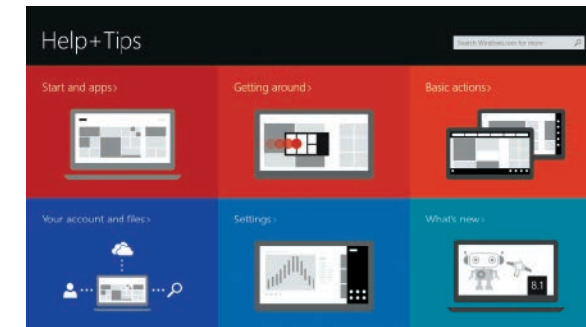 Help+Tips
Search Windows.com for more
Start and apps›
Getting around›
Basic actions›
Your account and files›
Settings›
What's new›
8.1